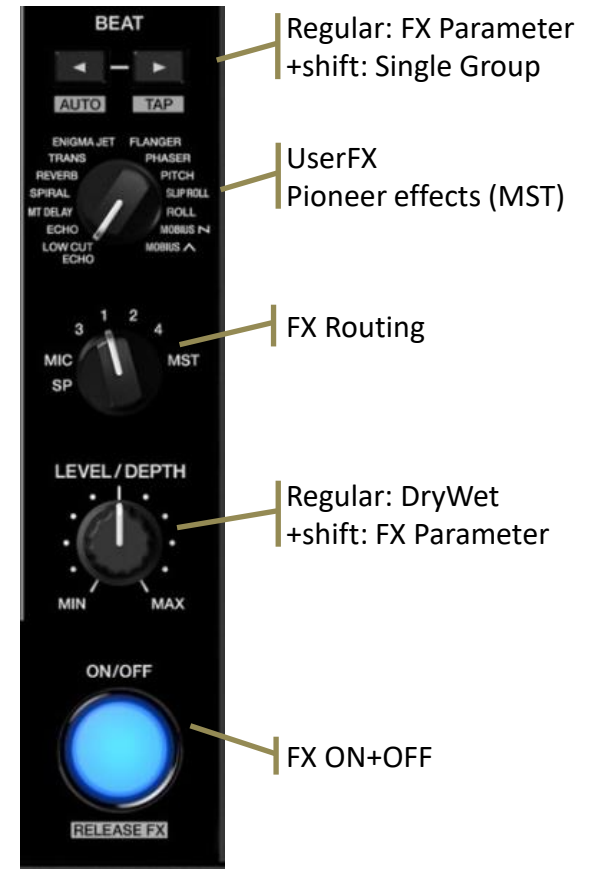 BEAT
Regular: FX Parameter
+shift: Single Group
AUTO TAP
ENIGMA JET FLANGER
TRANS PHASER
REVERB PITCH
SPIRAL SLIP ROLL
MT DELAY ROLL
ECHO MOBIUS
LOW CUT ECHO MOBIUS
UserFX
Pioneer effects (MST)
3 1 2 4
MIC MST
SP
FX Routing
LEVEL / DEPTH
MIN MAX
Regular: DryWet
+shift: FX Parameter
ON/OFF
FX ON+OFF
RELEASE FX